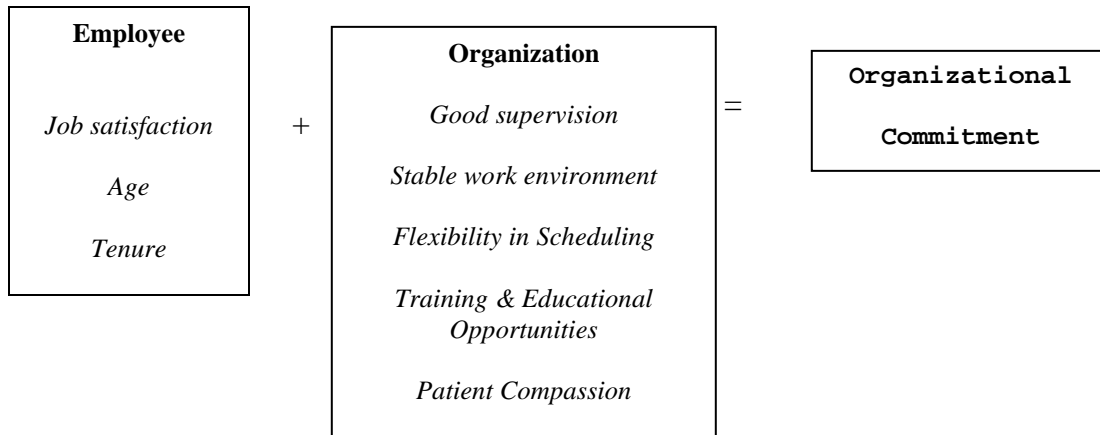 Employee
Job satisfaction
Age
Tenure
+
Organization
Good supervision
Stable work environment
Flexibility in Scheduling
Training & Educational
Opportunities
Patient Compassion
=
Organizational
Commitment